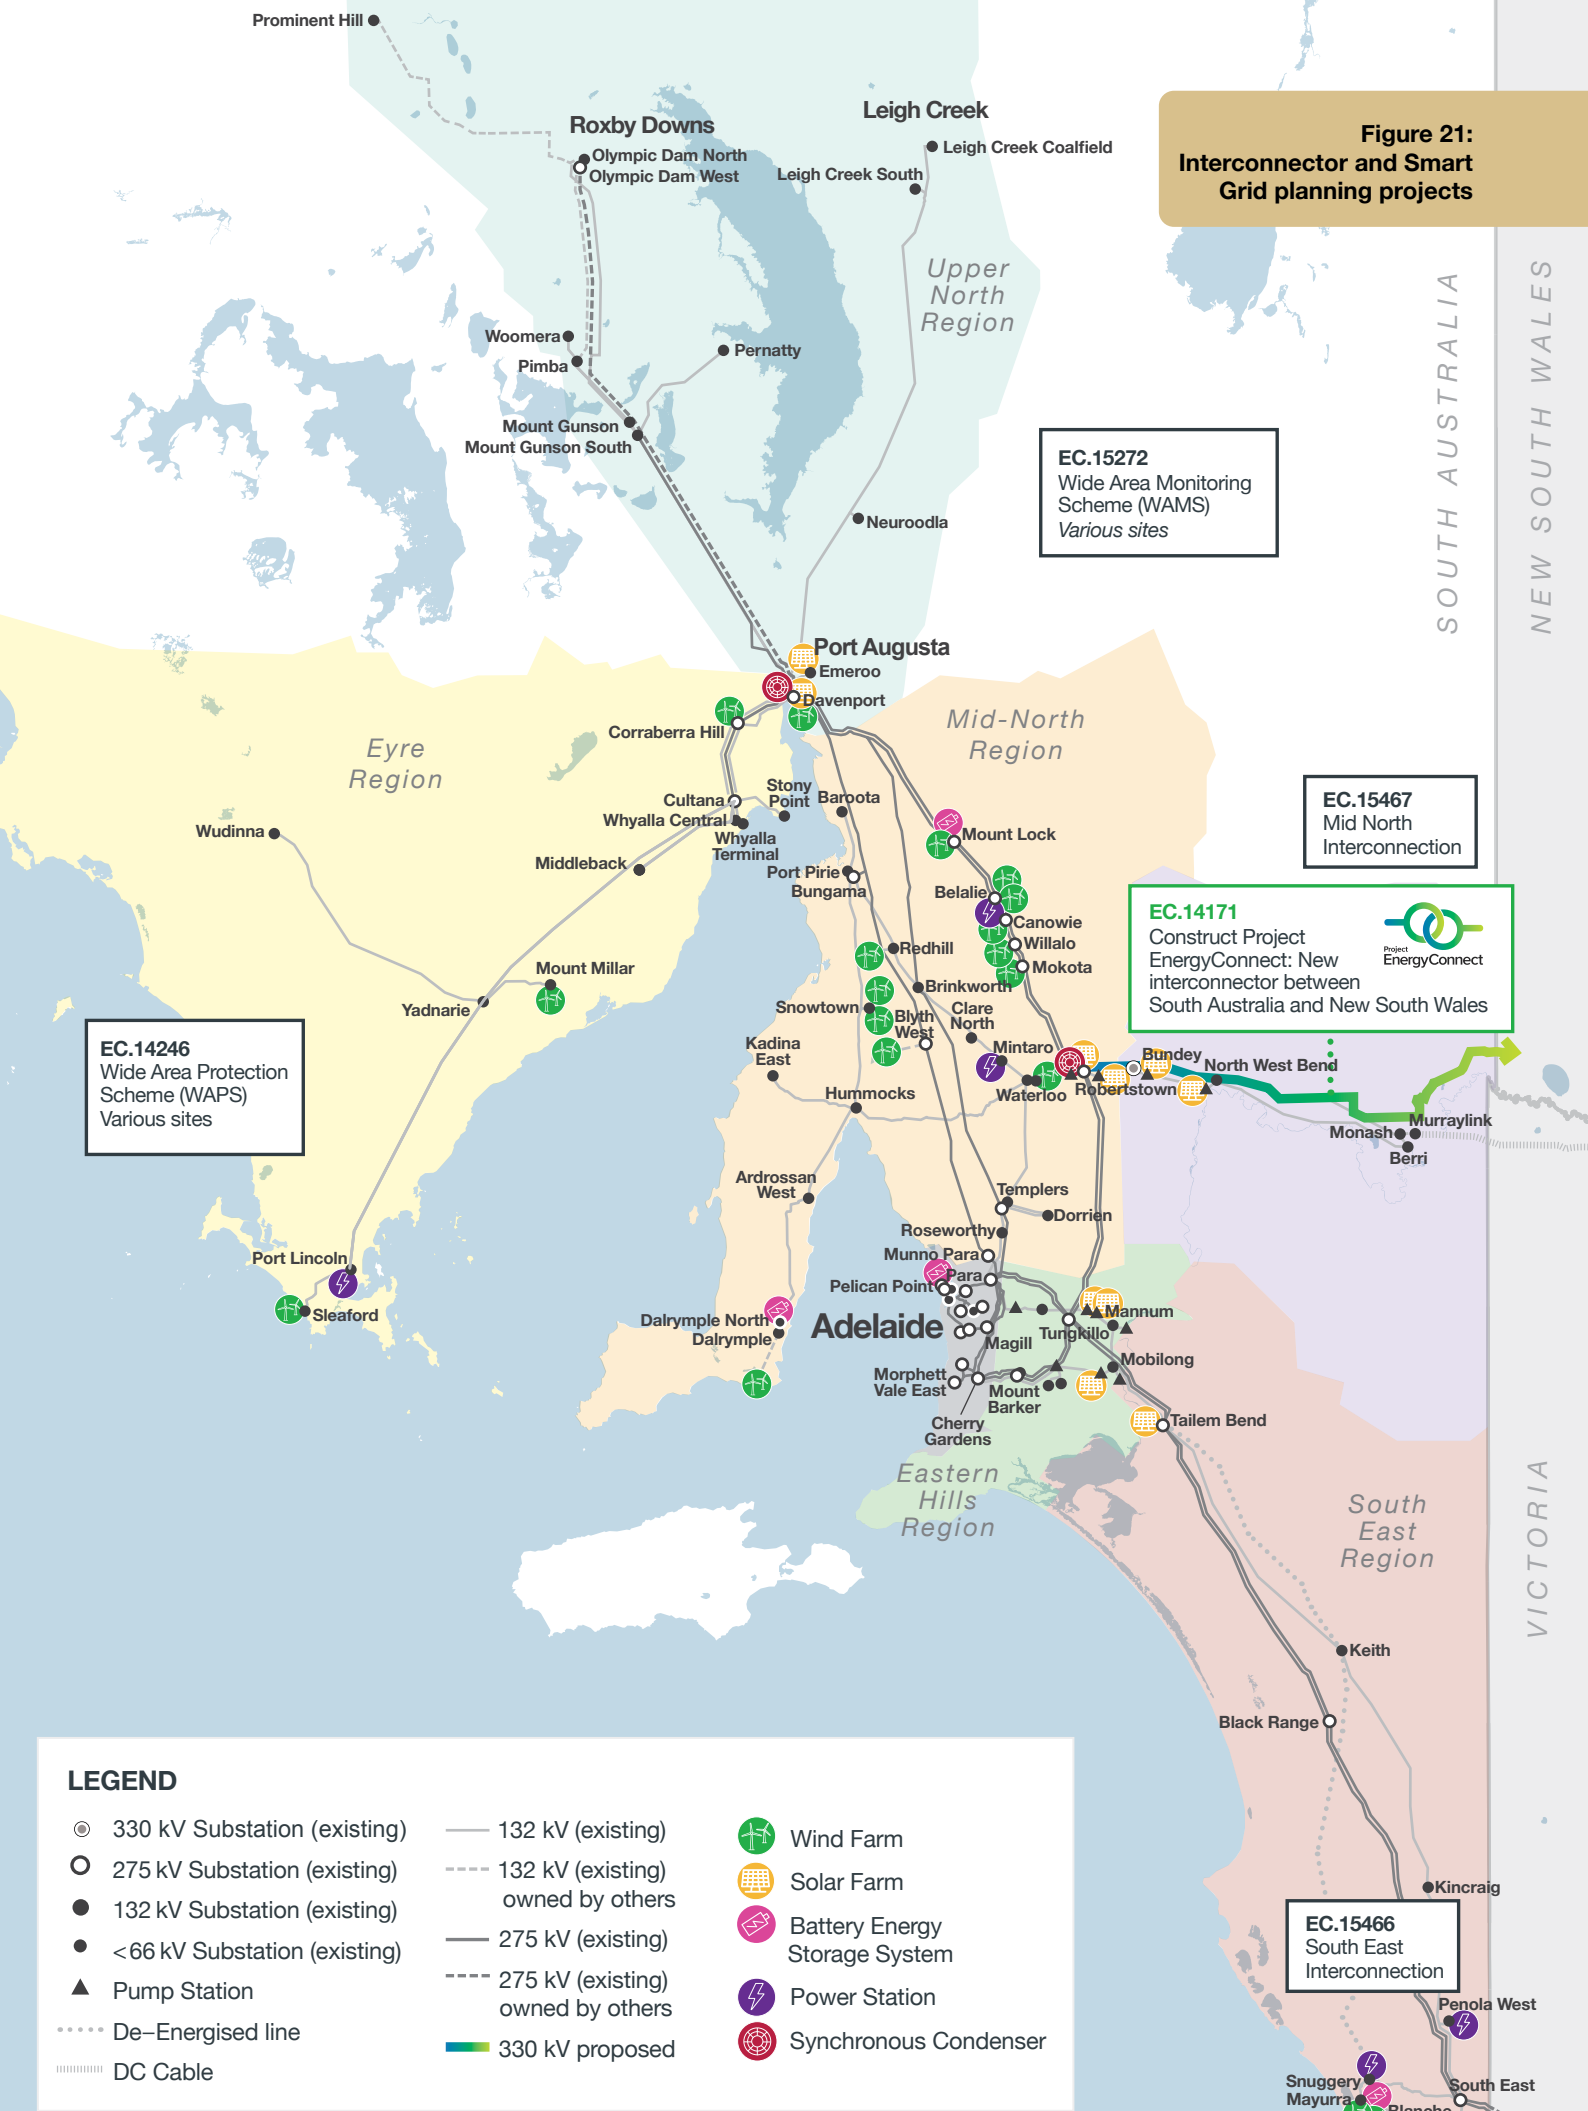 Prominent Hill
Figure 21:
Interconnector and Smart
Grid planning projects
Roxby Downs
Olympic Dam North
Olympic Dam West
Leigh Creek
Leigh Creek Coalfield
Leigh Creek South
Upper
North
Region
SOUTH AUSTRALIA
NEW SOUTH WALES
Woomera
Pimba
Pernatty
Mount Gunson
Mount Gunson South
EC.15272
Wide Area Monitoring
Scheme (WAMS)
Various sites
Neuroodla
Port Augusta
Emeroo
Davenport
Corraberra Hill
Mid-North
Region
Eyre
Region
Cultana
Stony
Point
Baroota
Whyalla Central
Whyalla
Terminal
Wudinna
Middleback
Port Pirie
Bungama
Mount Lock
EC.15467
Mid North
Interconnection
Belalie
Canowie
Willalo
Mokota
EC.14171
Construct Project
EnergyConnect: New
interconnector between
South Australia and New South Wales
Project
EnergyConnect
Redhill
Mount Millar
Yadnarie
Brinkworth
Snowtown
Blyth
West
Clare
North
Mintaro
Kadina
East
Bundey
North West Bend
Robertstown
Waterloo
Hummocks
EC.14246
Wide Area Protection
Scheme (WAPS)
Various sites
Murraylink
Monash
Berri
Ardrossan
West
Templers
Dorrien
Roseworthy
Munno Para
Para
Pelican Point
Port Lincoln
Sleaford
Dalrymple North
Dalrymple
Adelaide
Magill
Tungkillo
Mannum
Mobilong
Morphett
Vale East
Mount
Barker
Cherry
Gardens
Tailem Bend
Eastern
Hills
Region
South
East
Region
VICTORIA
Keith
Black Range
Kincraig
EC.15466
South East
Interconnection
Penola West
Snuggery
Mayurra
South East
Blanche
LEGEND
330 kV Substation (existing)
275 kV Substation (existing)
132 kV Substation (existing)
<66 kV Substation (existing)
Pump Station
De–Energised line
DC Cable
132 kV (existing)
132 kV (existing)
owned by others
275 kV (existing)
275 kV (existing)
owned by others
330 kV proposed
Wind Farm
Solar Farm
Battery Energy
Storage System
Power Station
Synchronous Condenser